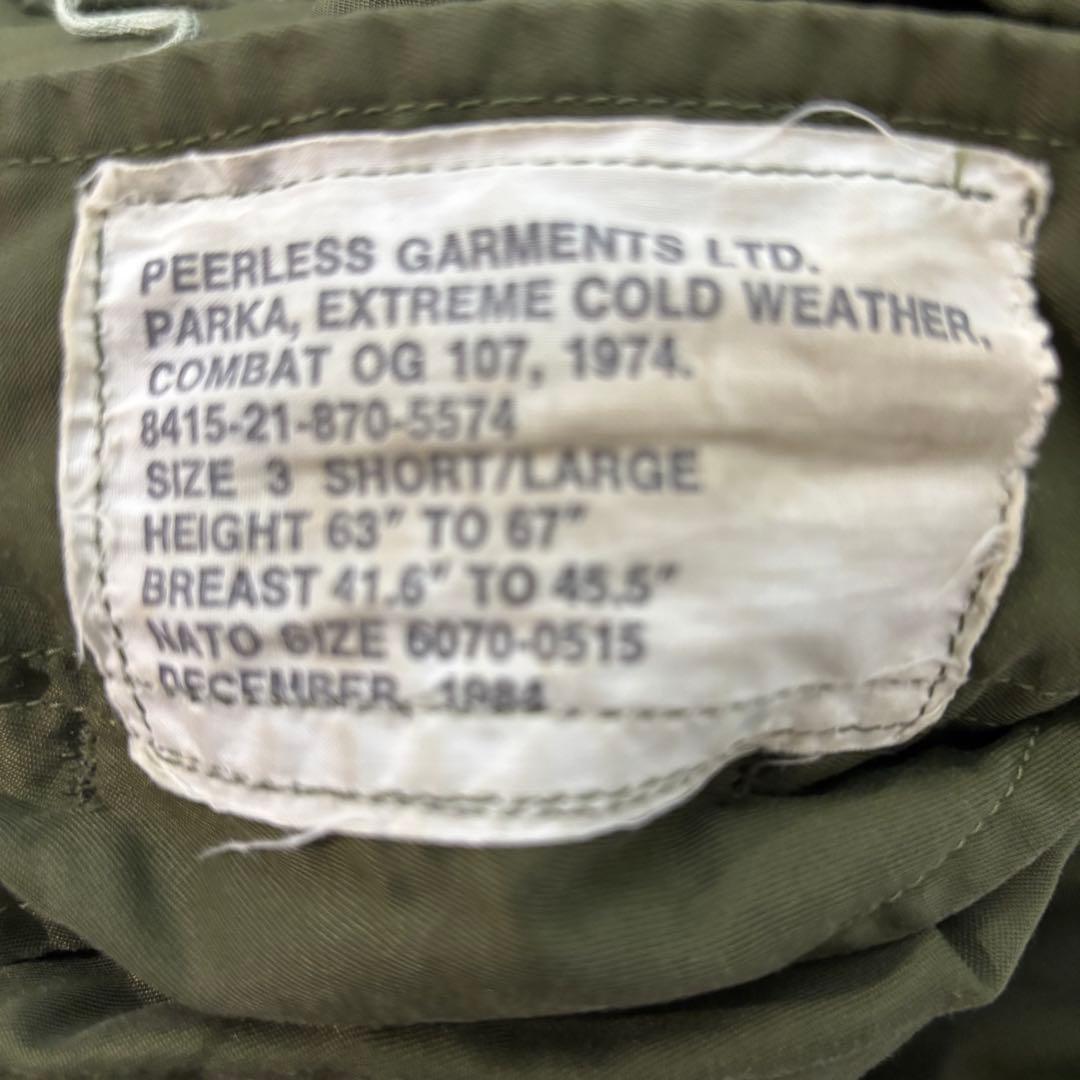 PEERLESS GARMENTS LTD.
PARKA, EXTREME COLD WEATHER,
COMBAT OG 107, 1974.
8415-21-870-5574
SIZE 3 SHORT/LARGE
HEIGHT 63" TO 67"
BREAST 41.6" TO 45.5"
NATO SIZE 6070-0515
DECEMBER, 1984